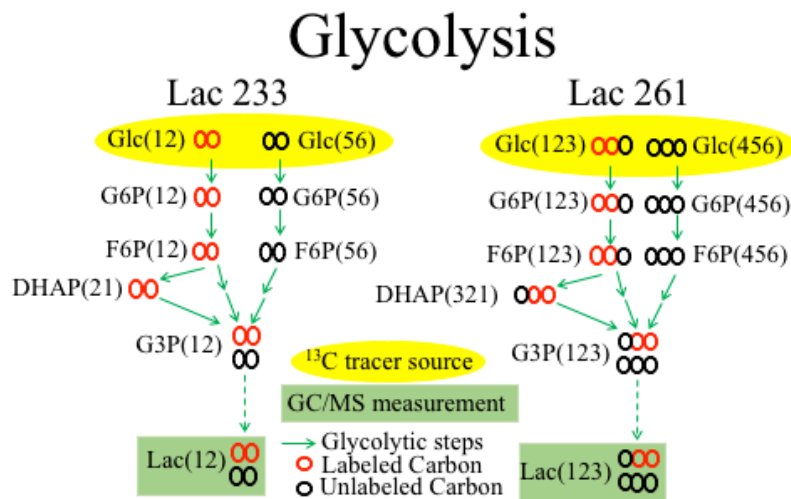 Glycolysis
Lac 233
Glc(12) Glc(56)
G6P(12) G6P(56)
F6P(12) F6P(56)
DHAP(21)
G3P(12)
Lac(12)
Lac 261
Glc(123) Glc(456)
G6P(123) G6P(456)
F6P(123) F6P(456)
DHAP(321)
G3P(123)
Lac(123)
¹³C tracer source
GC/MS measurement
Glycolytic steps
Labeled Carbon
Unlabeled Carbon